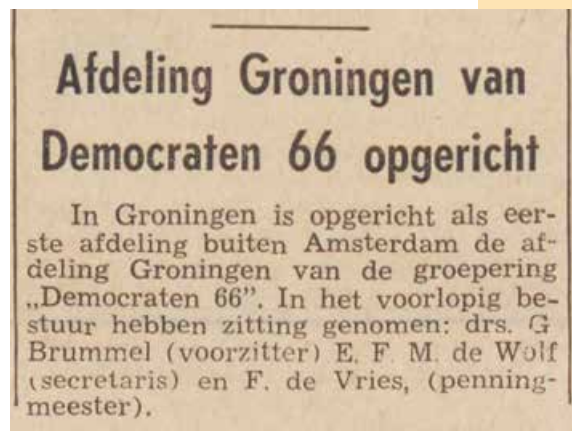 Afdeling Groningen van
Democraten 66 opgericht
In Groningen is opgericht als eer-
ste afdeling buiten Amsterdam de af-
deling Groningen van de groepering
„Democraten 66”. In het voorlopig be-
stuur hebben zitting genomen: drs. G
Brummel (voorzitter) E. F. M. de Wolf
(secretaris) en F. de Vries, (penning-
meester).